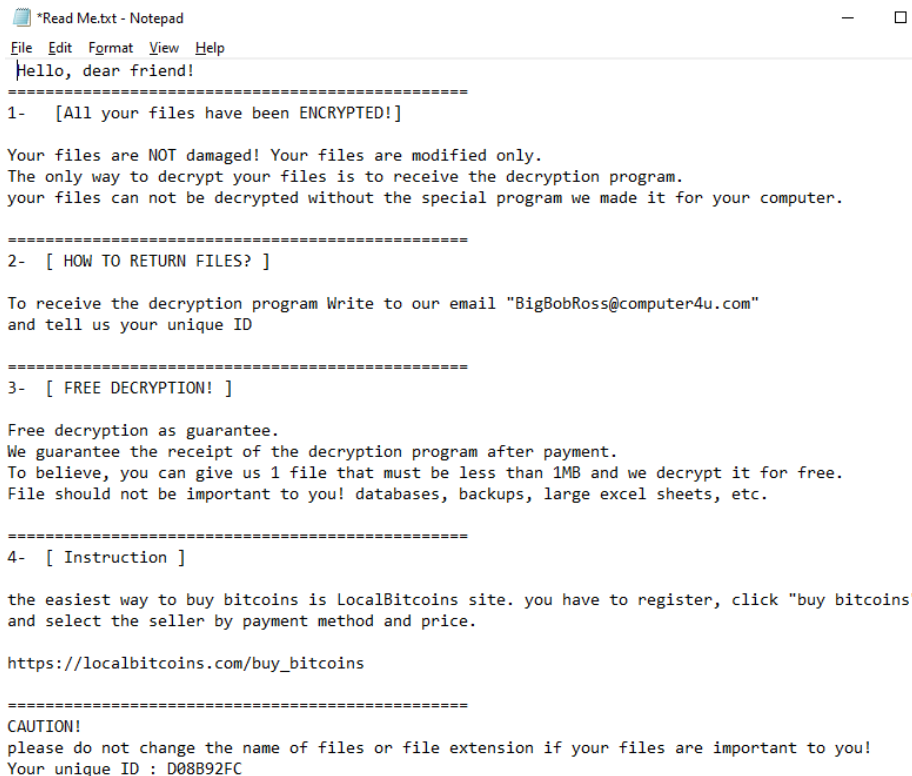 *Read Me.txt - Notepad
File Edit Format View Help
Hello, dear friend!
=================================================
1-   [All your files have been ENCRYPTED!]
Your files are NOT damaged! Your files are modified only.
The only way to decrypt your files is to receive the decryption program.
your files can not be decrypted without the special program we made it for your computer.
=================================================
2-  [ HOW TO RETURN FILES? ]
To receive the decryption program Write to our email "BigBobRoss@computer4u.com"
and tell us your unique ID
=================================================
3-  [ FREE DECRYPTION! ]
Free decryption as guarantee.
We guarantee the receipt of the decryption program after payment.
To believe, you can give us 1 file that must be less than 1MB and we decrypt it for free.
File should not be important to you! databases, backups, large excel sheets, etc.
=================================================
4-  [ Instruction ]
the easiest way to buy bitcoins is LocalBitcoins site. you have to register, click "buy bitcoins"
and select the seller by payment method and price.
https://localbitcoins.com/buy_bitcoins
=================================================
CAUTION!
please do not change the name of files or file extension if your files are important to you!
Your unique ID : D08B92FC